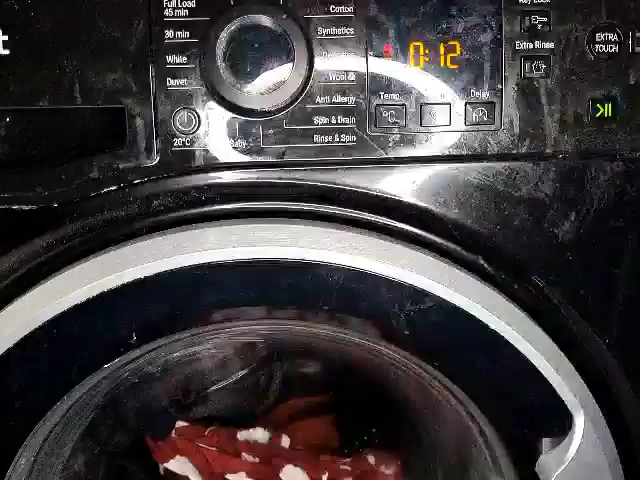 Full Load
45 min
30 min
White
Duvet
20°C
Baby
Cotton
Synthetics
Wool &
Anti Allergy
Spin & Drain
Rinse & Spin
0:12
Temp.
°C
Delay
Key Lock
Extra Rinse
EXTRA
TOUCH
t